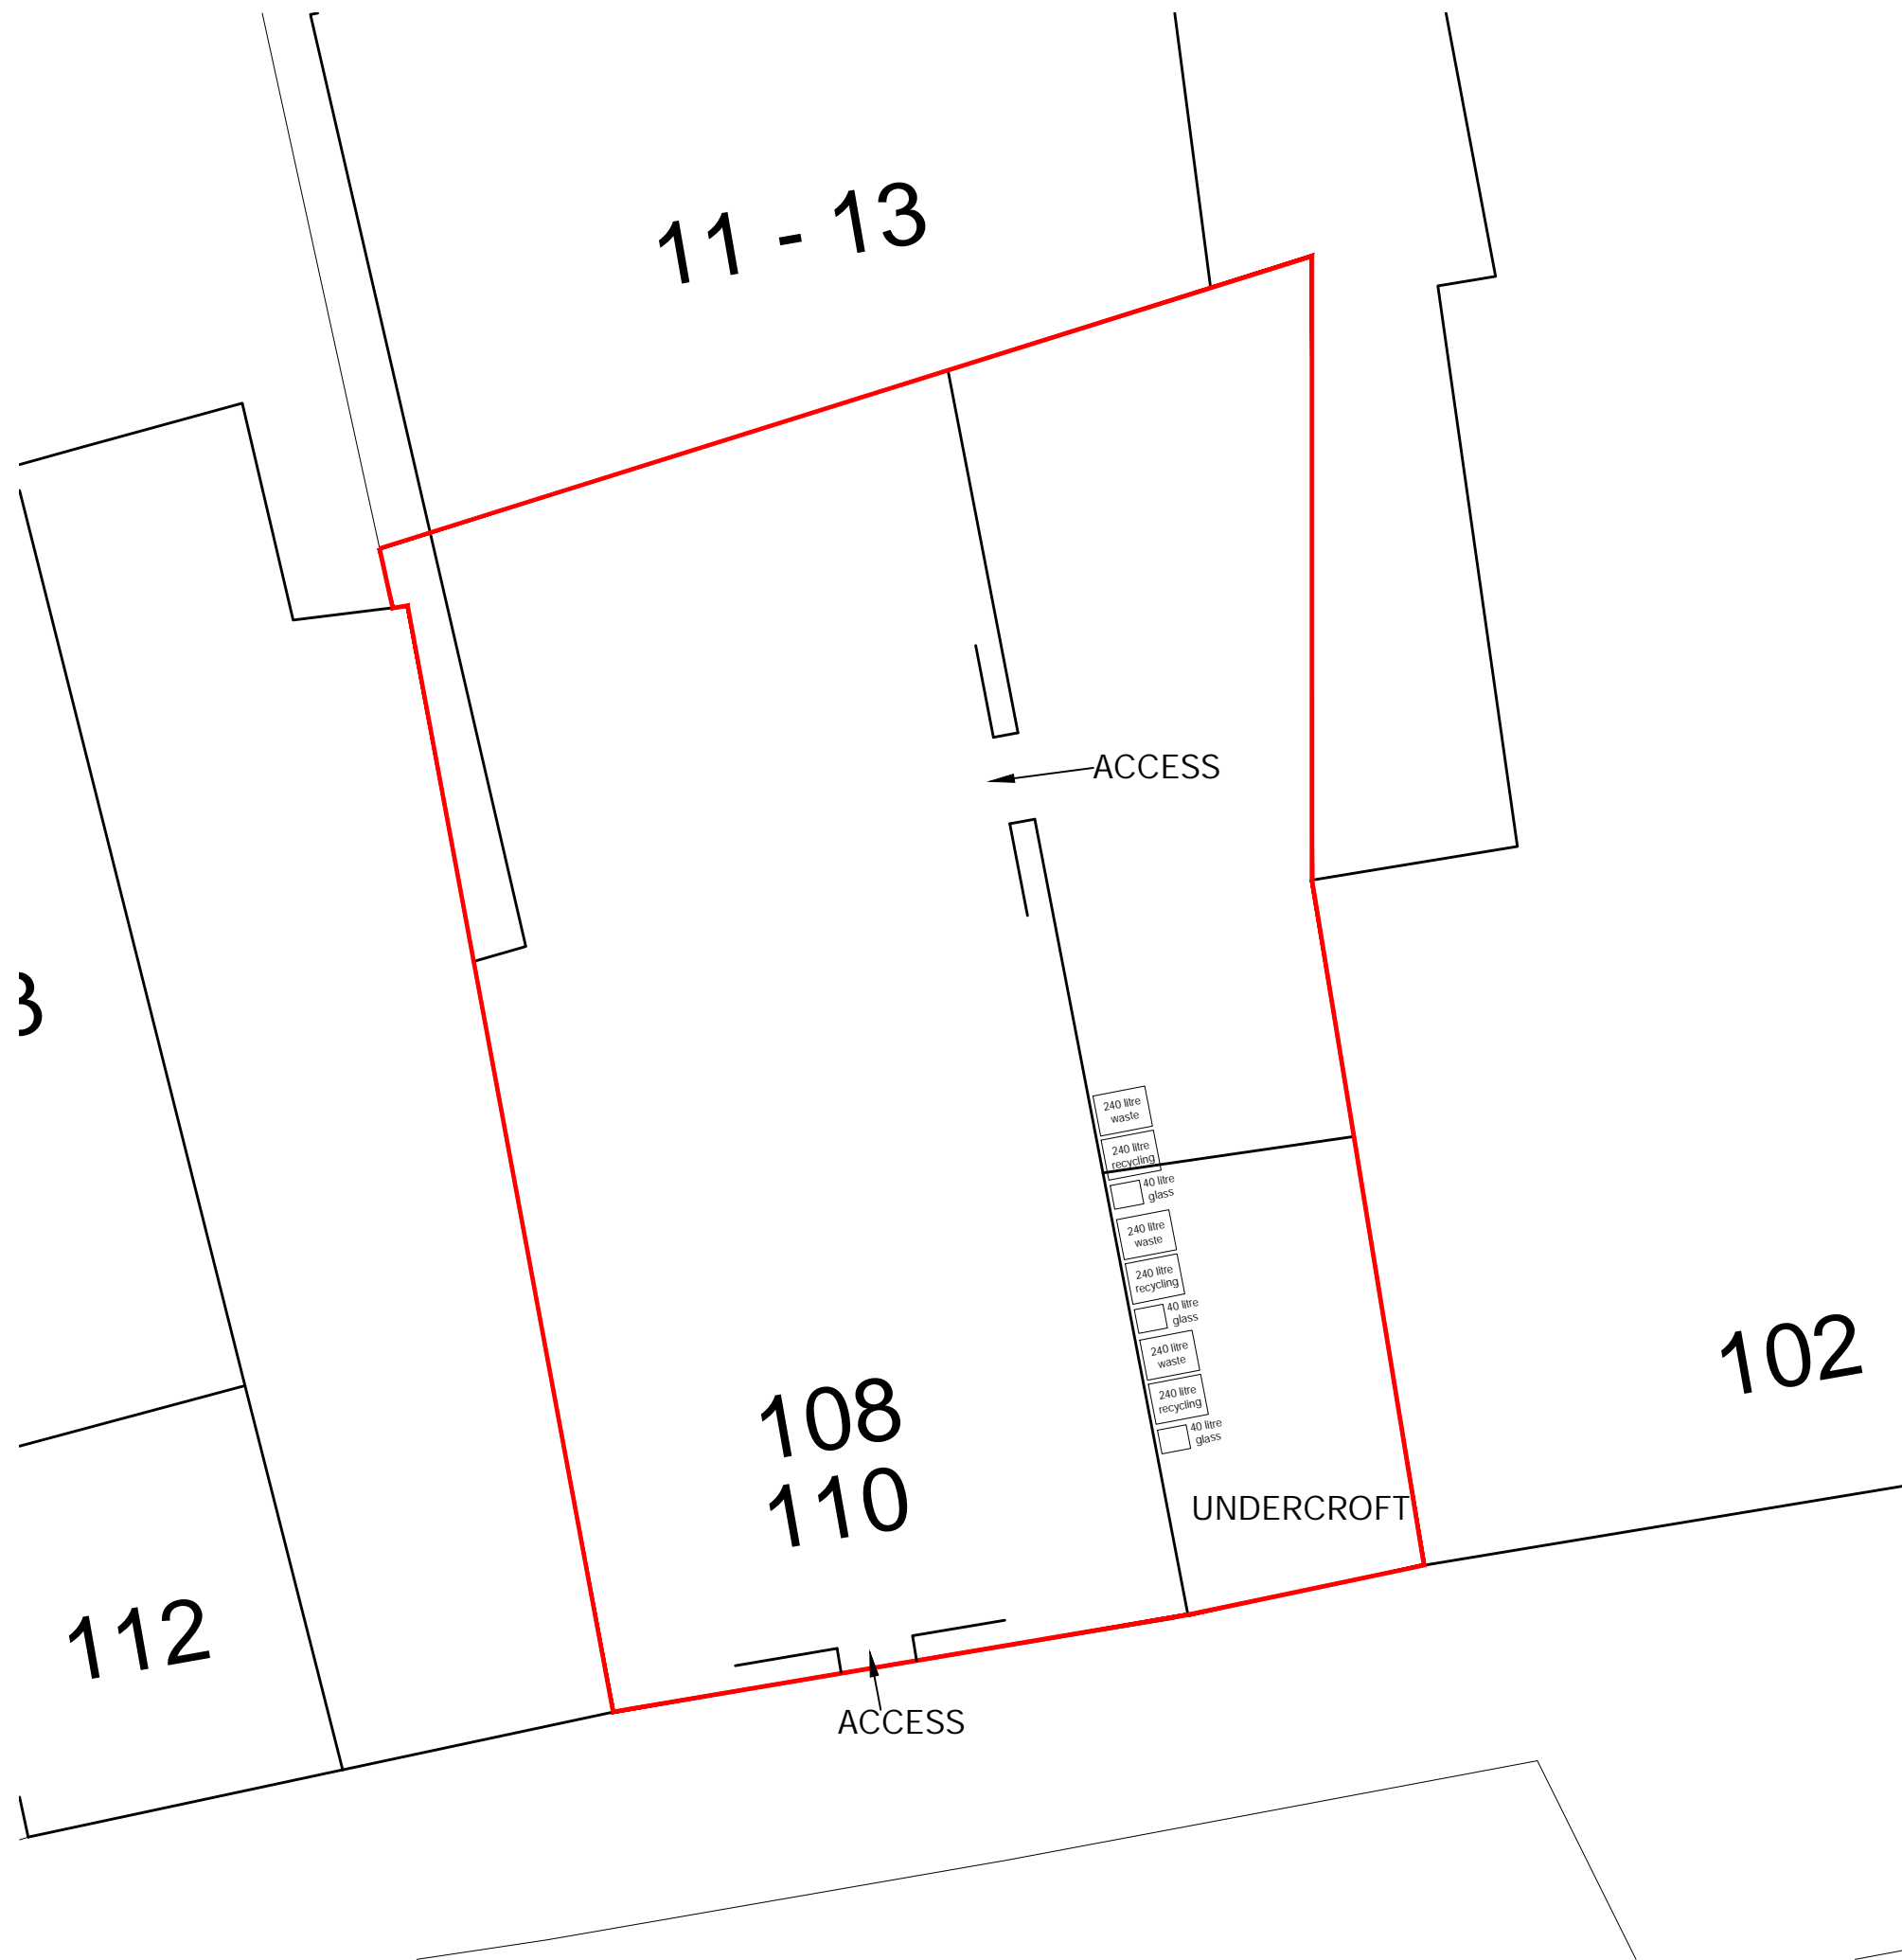 11 - 13
ACCESS
3
240 litre
waste
240 litre
recycling
40 litre
glass
240 litre
waste
240 litre
recycling
40 litre
glass
240 litre
waste
240 litre
recycling
40 litre
glass
102
108
110
UNDERCROFT
112
ACCESS